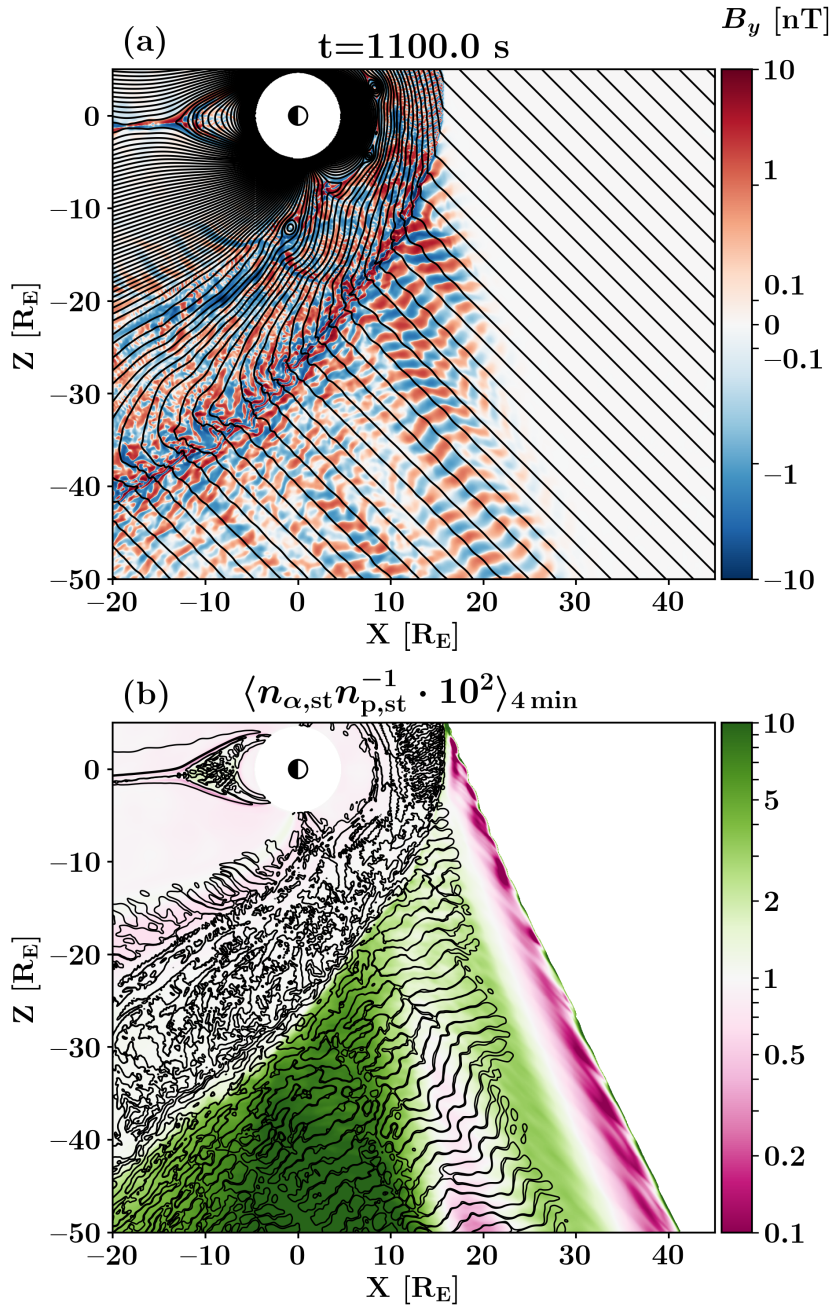 (a)
t=1100.0 s
B_y [nT]
10
1
0.1
0
−0.1
−1
−10
Z [R_E]
0
−10
−20
−30
−40
−50
−20 −10 0 10 20 30 40
X [R_E]
(b)
⟨n_{α,st} n_{p,st}^{−1} · 10^2⟩_{4 min}
10
5
2
1
0.5
0.2
0.1
Z [R_E]
0
−10
−20
−30
−40
−50
−20 −10 0 10 20 30 40
X [R_E]